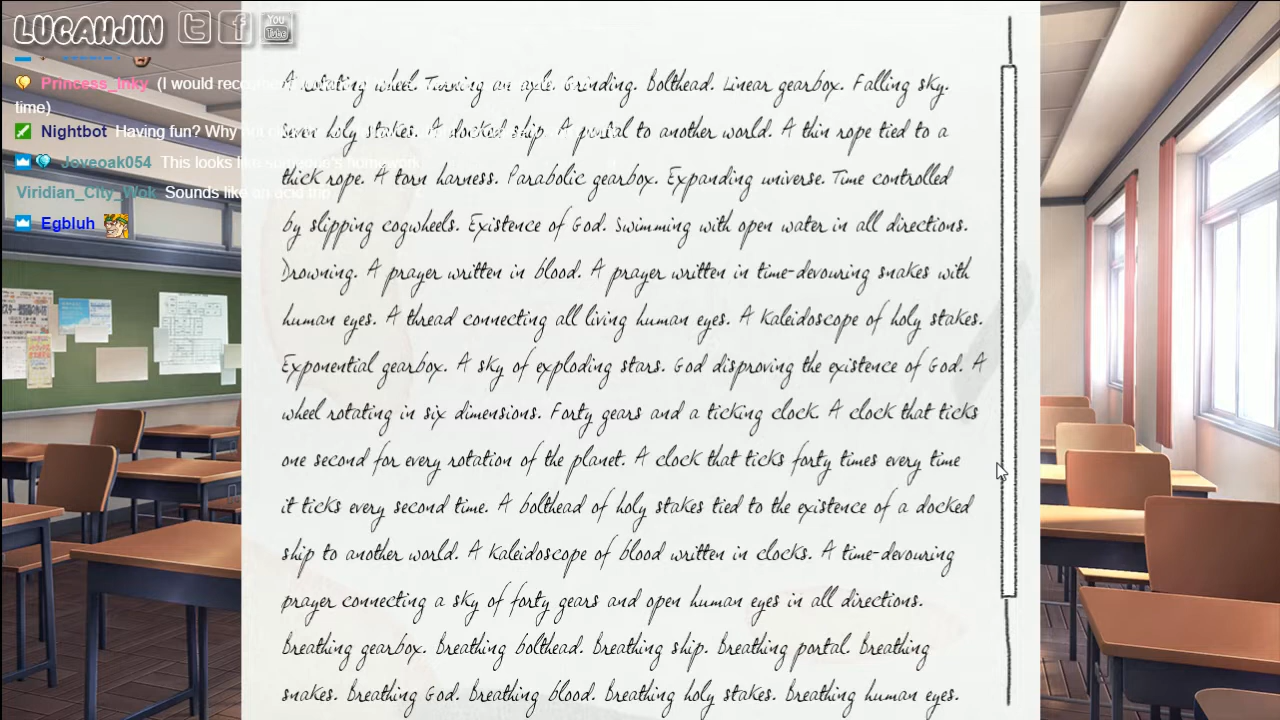 LUCAHJIN
You
Tube
Princess_Inky (I would
time)
Nightbot Having fun? Why not
Joveoak054 This looks like someone's homework
Viridian_City_Wok Sounds like an acid trip
Egbluh
A rotating wheel. Turning an axle. Grinding. Bolthead. Linear gearbox. Falling sky.
Seven holy stakes. A docked ship. A portal to another world. A thin rope tied to a
thick rope. A torn harness. Parabolic gearbox. Expanding universe. Time controlled
by slipping cogwheels. Existence of God. Swimming with open water in all directions.
Drowning. A prayer written in blood. A prayer written in time-devouring snakes with
human eyes. A thread connecting all living human eyes. A kaleidoscope of holy stakes.
Exponential gearbox. A sky of exploding stars. God disproving the existence of God. A
wheel rotating in six dimensions. Forty gears and a ticking clock. A clock that ticks
one second for every rotation of the planet. A clock that ticks forty times every time
it ticks every second time. A bolthead of holy stakes tied to the existence of a docked
ship to another world. A kaleidoscope of blood written in clocks. A time-devouring
prayer connecting a sky of forty gears and open human eyes in all directions.
Breathing gearbox. Breathing bolthead. Breathing ship. Breathing portal. Breathing
snakes. Breathing God. Breathing blood. Breathing holy stakes. Breathing human eyes.